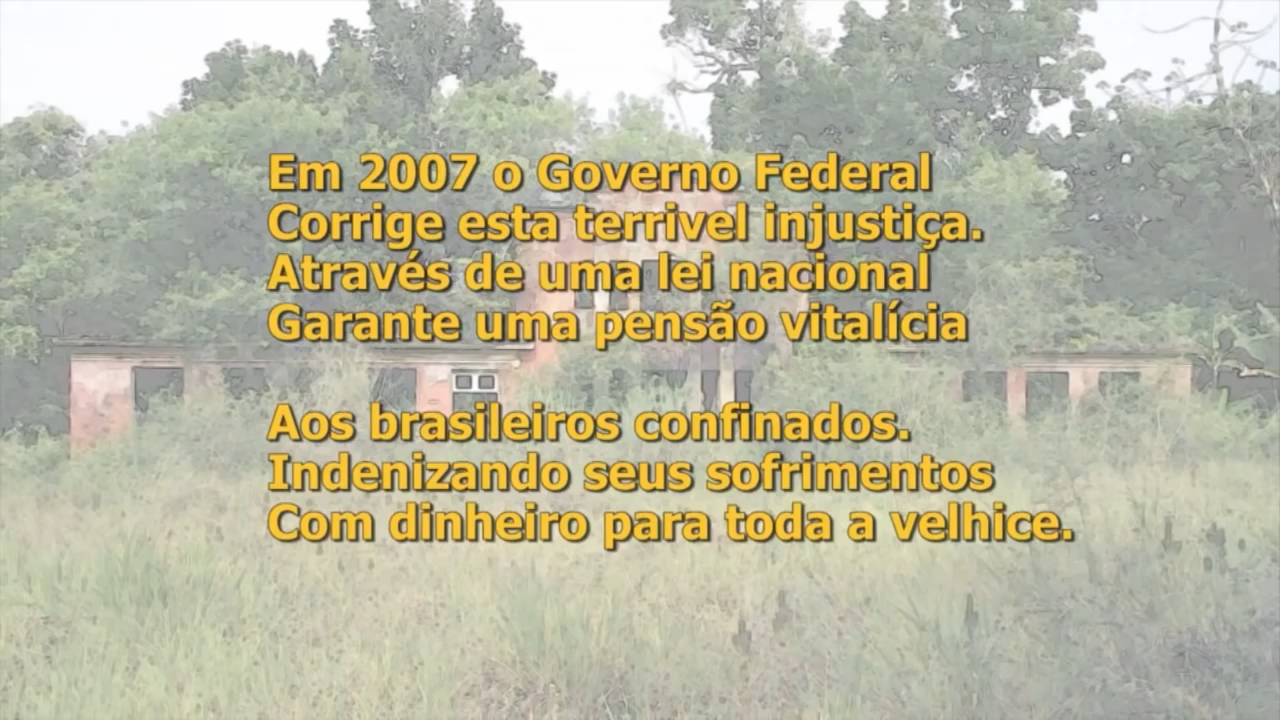 Em 2007 o Governo Federal
Corrige esta terrivel injustiça.
Através de uma lei nacional
Garante uma pensão vitalícia
Aos brasileiros confinados.
Indenizando seus sofrimentos
Com dinheiro para toda a velhice.